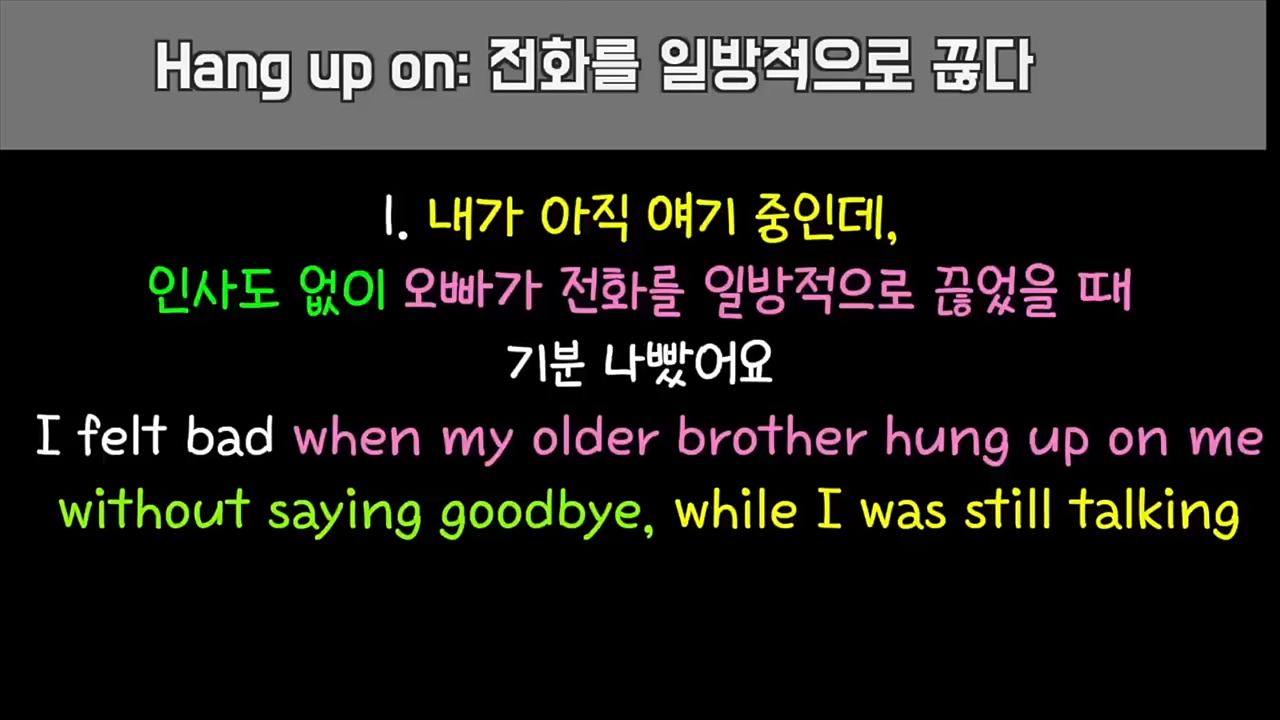 Hang up on: 전화를 일방적으로 끊다
1. 내가 아직 얘기 중인데,
인사도 없이 오빠가 전화를 일방적으로 끊었을 때
기분 나빴어요
I felt bad when my older brother hung up on me
without saying goodbye, while I was still talking